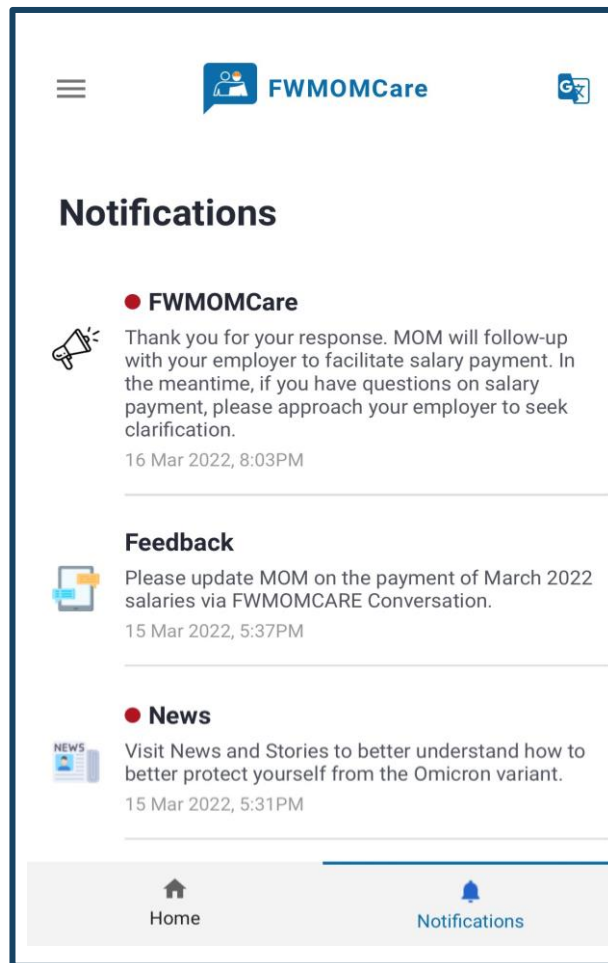 FWMOMCare
G文
Notifications
FWMOMCare
Thank you for your response. MOM will follow-up
with your employer to facilitate salary payment. In
the meantime, if you have questions on salary
payment, please approach your employer to seek
clarification.
16 Mar 2022, 8:03PM
Feedback
Please update MOM on the payment of March 2022
salaries via FWMOMCARE Conversation.
15 Mar 2022, 5:37PM
News
NEWS
Visit News and Stories to better understand how to
better protect yourself from the Omicron variant.
15 Mar 2022, 5:31PM
Home
Notifications